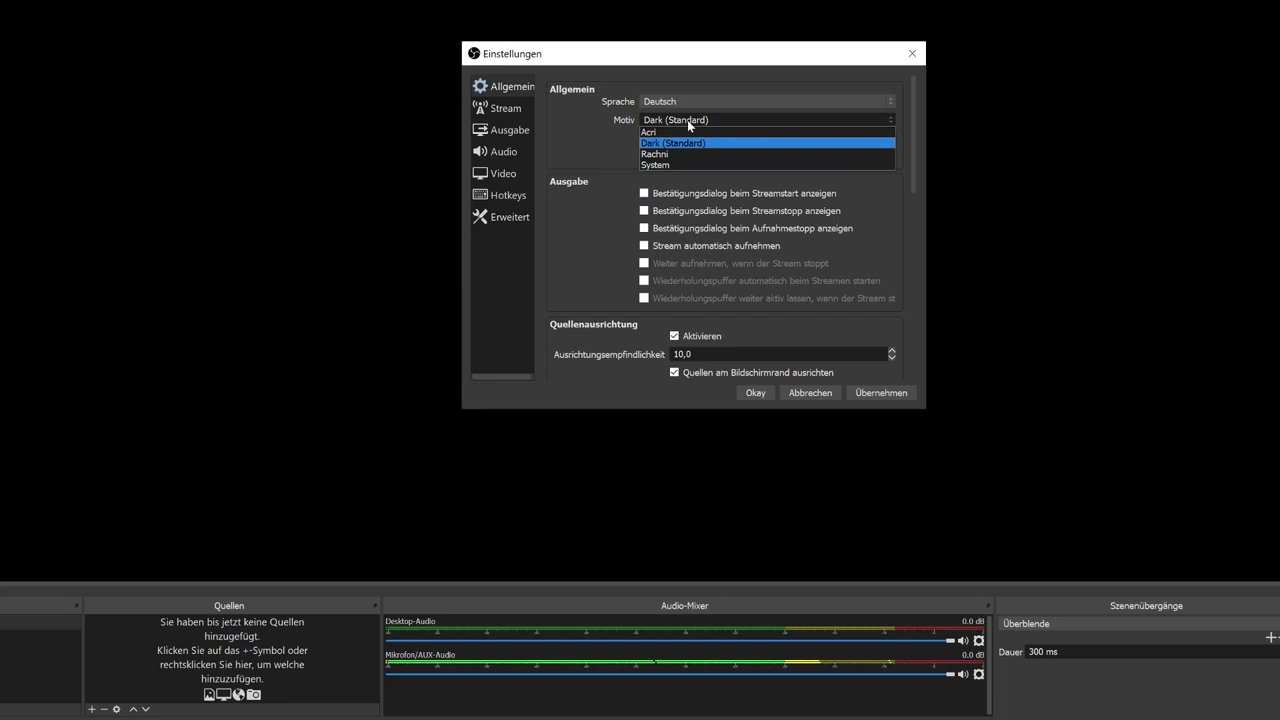 Einstellungen
Allgemein
Stream
Ausgabe
Audio
Video
Hotkeys
Erweitert
Allgemein
Sprache Deutsch
Motiv Dark (Standard)
Acri
Dark (Standard)
Rachni
System
Ausgabe
Bestätigungsdialog beim Streamstart anzeigen
Bestätigungsdialog beim Streamstopp anzeigen
Bestätigungsdialog beim Aufnahmestopp anzeigen
Stream automatisch aufnehmen
Weiter aufnehmen, wenn der Stream stoppt
Wiederholungspuffer automatisch beim Streamen starten
Wiederholungspuffer weiter aktiv lassen, wenn der Stream st
Quellenausrichtung
Aktivieren
Ausrichtungsempfindlichkeit 10,0
Quellen am Bildschirmrand ausrichten
Okay Abbrechen Übernehmen
Quellen
Sie haben bis jetzt keine Quellen
hinzugefügt.
Klicken Sie auf das +-Symbol oder
rechtsklicken Sie hier, um welche
hinzuzufügen.
Audio-Mixer
Desktop-Audio 0.0 dB
Mikrofon/AUX-Audio 0.0 dB
Szenenübergänge
Überblende
Dauer 300 ms